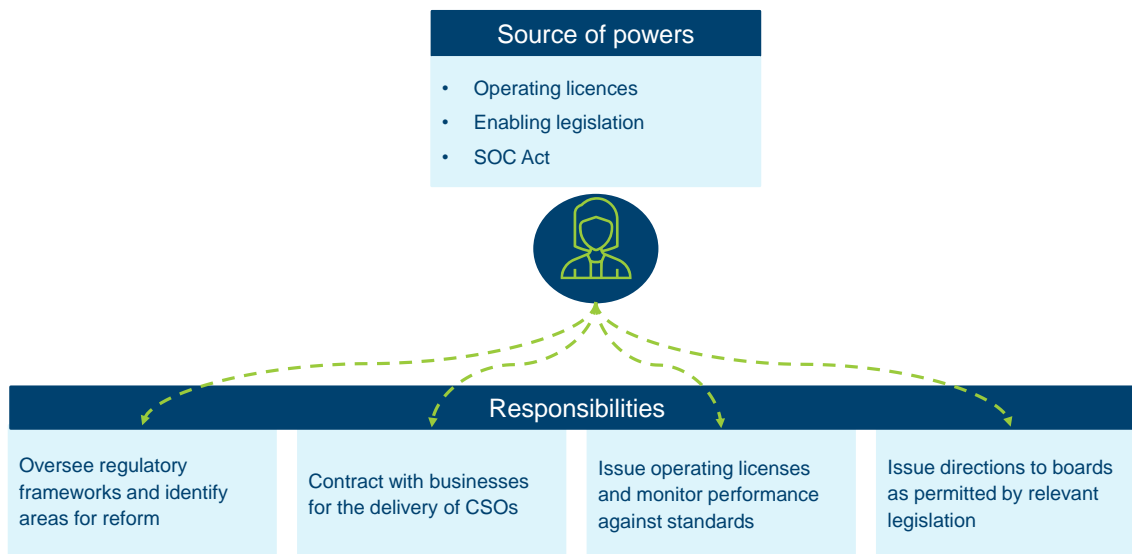 Source of powers
• Operating licences
• Enabling legislation
• SOC Act
Responsibilities
Oversee regulatory
frameworks and identify
areas for reform
Contract with businesses
for the delivery of CSOs
Issue operating licenses
and monitor performance
against standards
Issue directions to boards
as permitted by relevant
legislation